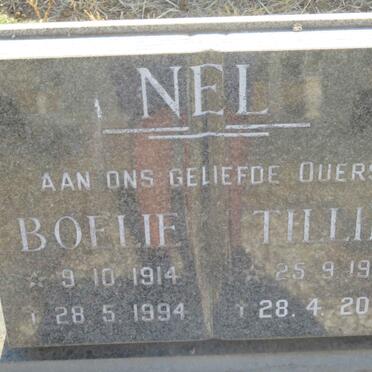 NEL
AAN ONS GELIEFDE OUERS
BOELIE TILLIE
☆ 9.10.1914 ☆ 25.9.19
† 28.5.1994 † 28.4.20